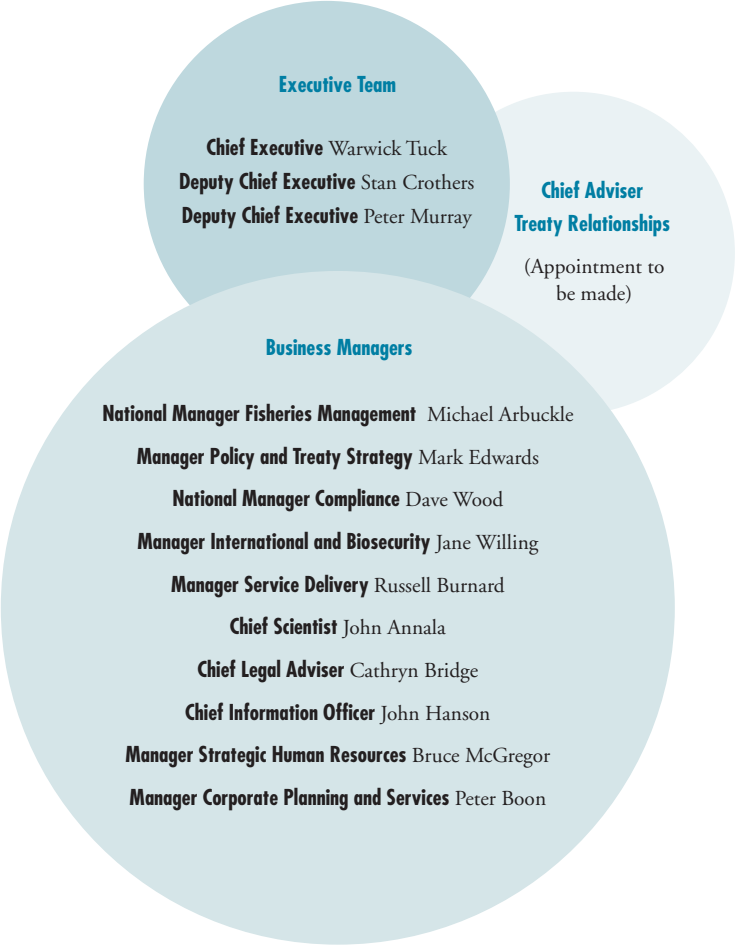 Executive Team
Chief Executive Warwick Tuck
Deputy Chief Executive Stan Crothers
Deputy Chief Executive Peter Murray
Chief Adviser
Treaty Relationships
(Appointment to
be made)
Business Managers
National Manager Fisheries Management Michael Arbuckle
Manager Policy and Treaty Strategy Mark Edwards
National Manager Compliance Dave Wood
Manager International and Biosecurity Jane Willing
Manager Service Delivery Russell Burnard
Chief Scientist John Annala
Chief Legal Adviser Cathryn Bridge
Chief Information Officer John Hanson
Manager Strategic Human Resources Bruce McGregor
Manager Corporate Planning and Services Peter Boon